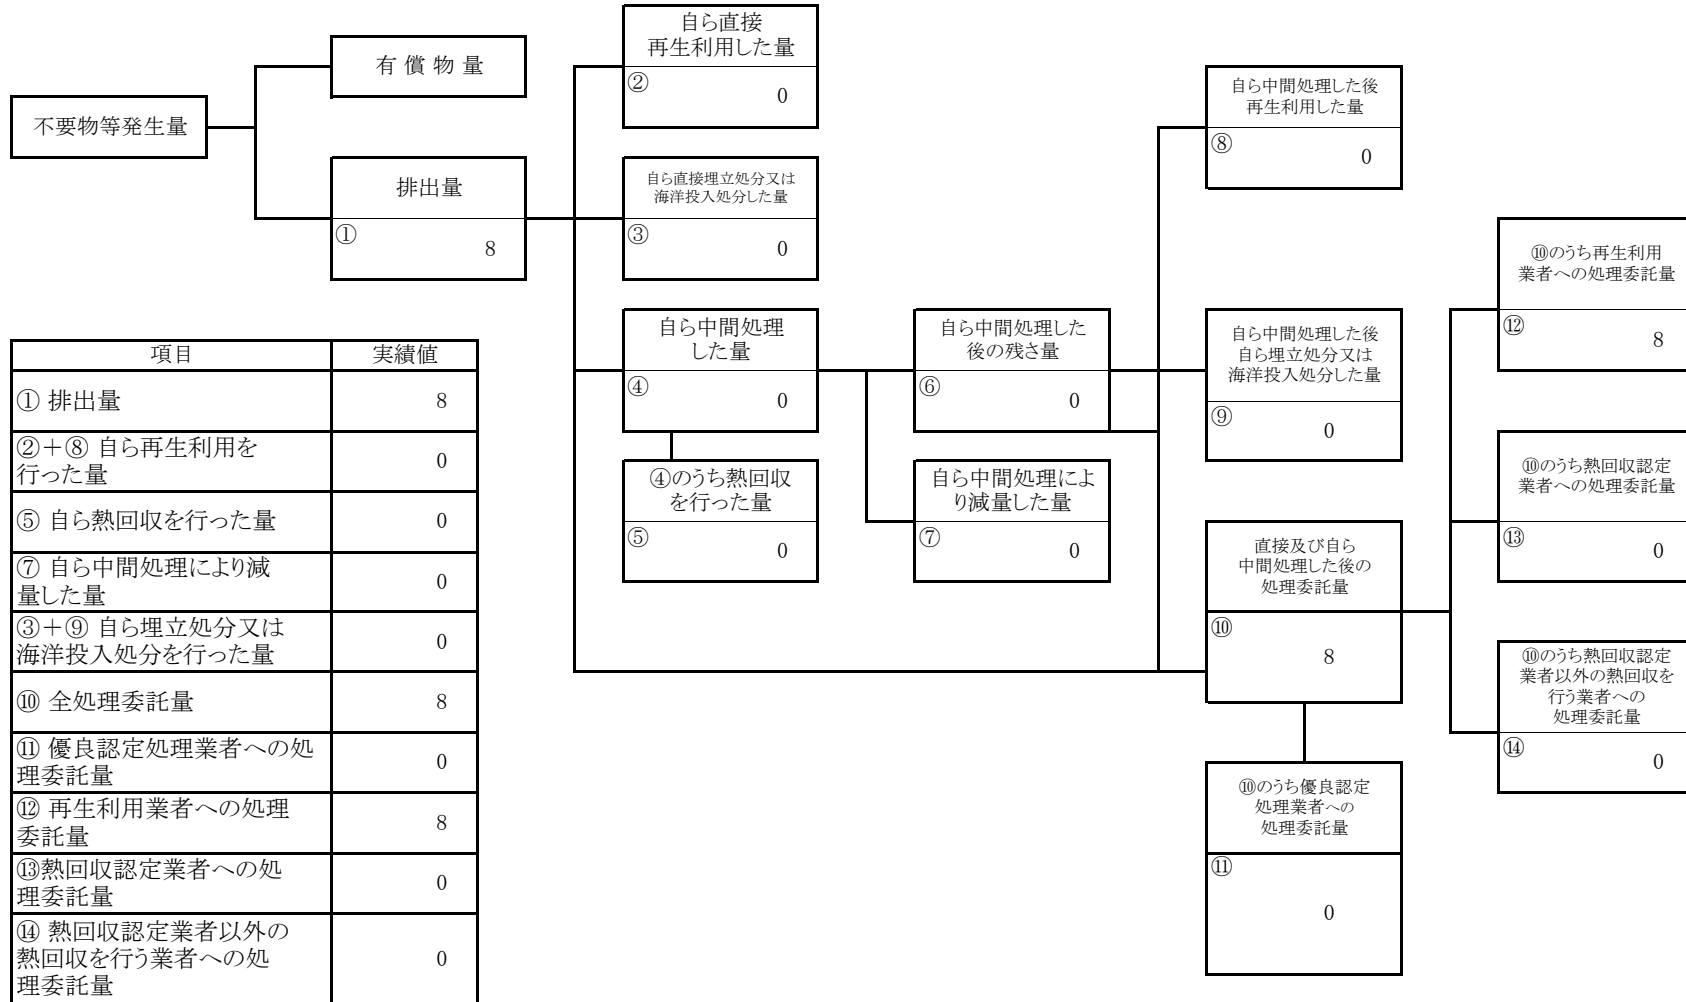 不要物等発生量
有 償 物 量
排出量
①
8
自ら直接
再生利用した量
②
0
自ら直接埋立処分又は
海洋投入処分した量
③
0
自ら中間処理
した量
④
0
④のうち熱回収
を行った量
⑤
0
自ら中間処理した
後の残さ量
⑥
0
自ら中間処理によ
り減量した量
⑦
0
自ら中間処理した後
再生利用した量
⑧
0
自ら中間処理した後
自ら埋立処分又は
海洋投入処分した量
⑨
0
直接及び自ら
中間処理した後の
処理委託量
⑩
8
⑩のうち優良認定
処理業者への
処理委託量
⑪
0
⑩のうち再生利用
業者への処理委託量
⑫
8
⑩のうち熱回収認定
業者への処理委託量
⑬
0
⑩のうち熱回収認定
業者以外の熱回収を
行う業者への
処理委託量
⑭
0
項目 実績値
① 排出量 8
②＋⑧ 自ら再生利用を
行った量 0
⑤ 自ら熱回収を行った量 0
⑦ 自ら中間処理により減
量した量 0
③＋⑨ 自ら埋立処分又は
海洋投入処分を行った量 0
⑩ 全処理委託量 8
⑪ 優良認定処理業者への処
理委託量 0
⑫ 再生利用業者への処理
委託量 8
⑬熱回収認定業者への処
理委託量 0
⑭ 熱回収認定業者以外の
熱回収を行う業者への処
理委託量 0